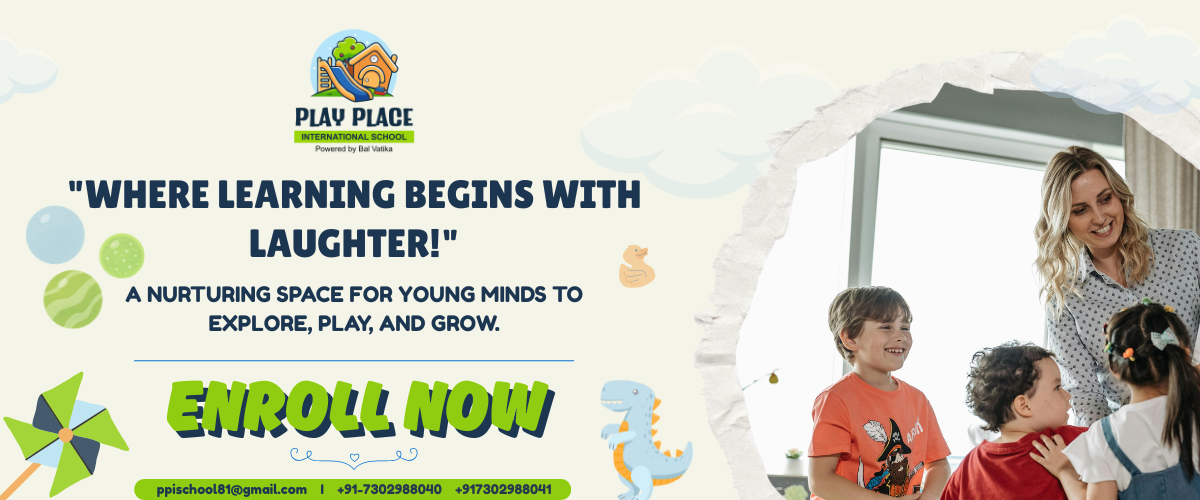 PLAY PLACE
INTERNATIONAL SCHOOL
Powered by Bal Vatika
"WHERE LEARNING BEGINS WITH
LAUGHTER!"
A NURTURING SPACE FOR YOUNG MINDS TO
EXPLORE, PLAY, AND GROW.
ENROLL NOW
ppischool81@gmail.com | +91-7302988040 +917302988041